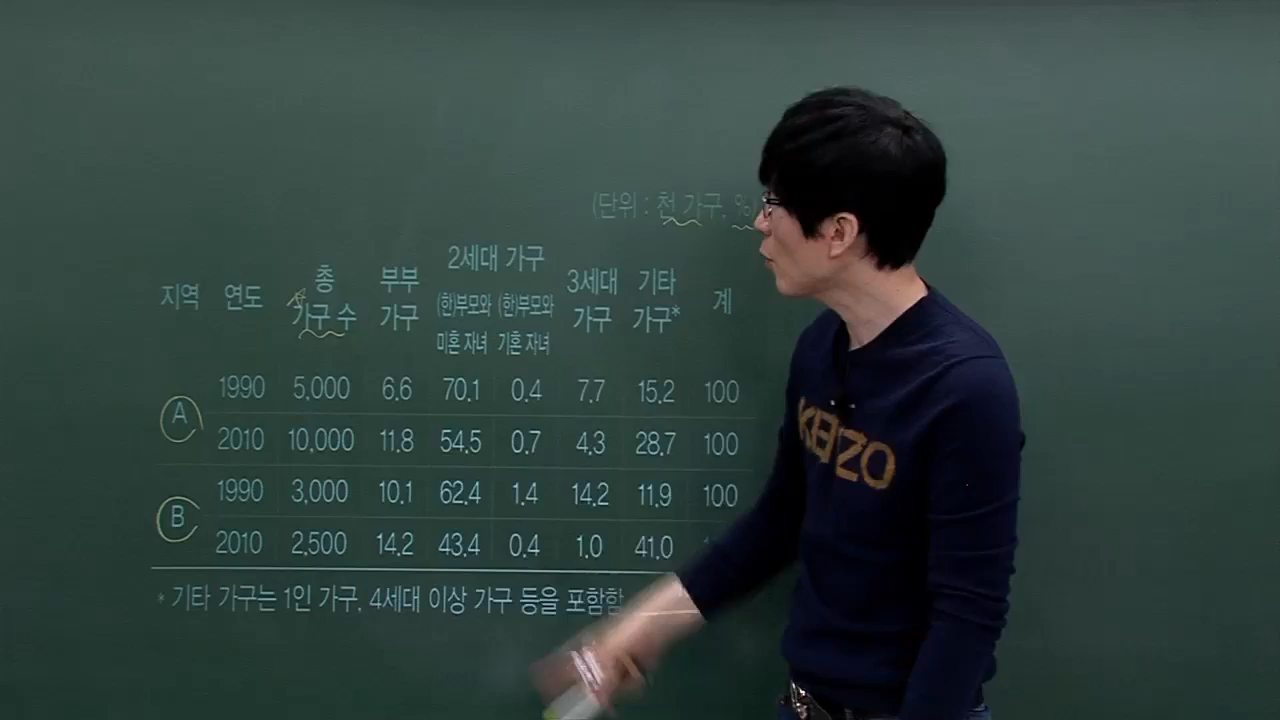 (단위 : 천 가구, %)
2세대 가구
지역 연도 총 가구 수 부부 가구 (한)부모와 미혼 자녀 (한)부모와 기혼 자녀 3세대 가구 기타 가구* 계
A 1990 5,000 6.6 70.1 0.4 7.7 15.2 100
2010 10,000 11.8 54.5 0.7 4.3 28.7 100
B 1990 3,000 10.1 62.4 1.4 14.2 11.9 100
2010 2,500 14.2 43.4 0.4 1.0 41.0
* 기타 가구는 1인 가구, 4세대 이상 가구 등을 포함함
KENZO